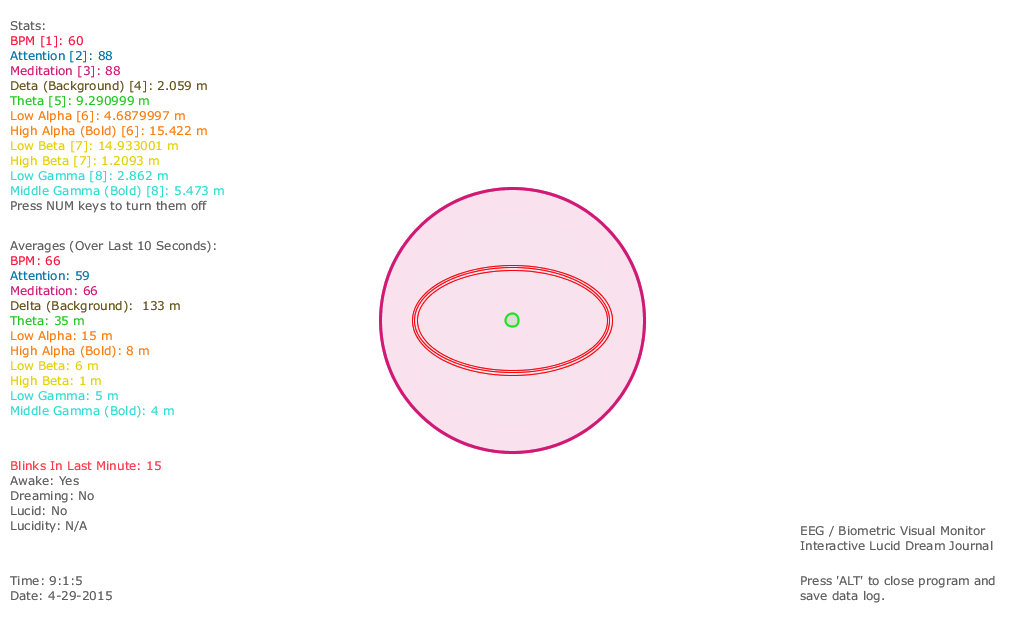 Stats:
BPM [1]: 60
Attention [2]: 88
Meditation [3]: 88
Deta (Background) [4]: 2.059 m
Theta [5]: 9.290999 m
Low Alpha [6]: 4.6879997 m
High Alpha (Bold) [6]: 15.422 m
Low Beta [7]: 14.933001 m
High Beta [7]: 1.2093 m
Low Gamma [8]: 2.862 m
Middle Gamma (Bold) [8]: 5.473 m
Press NUM keys to turn them off
Averages (Over Last 10 Seconds):
BPM: 66
Attention: 59
Meditation: 66
Delta (Background):  133 m
Theta: 35 m
Low Alpha: 15 m
High Alpha (Bold): 8 m
Low Beta: 6 m
High Beta: 1 m
Low Gamma: 5 m
Middle Gamma (Bold): 4 m
Blinks In Last Minute: 15
Awake: Yes
Dreaming: No
Lucid: No
Lucidity: N/A
Time: 9:1:5
Date: 4-29-2015
EEG / Biometric Visual Monitor
Interactive Lucid Dream Journal
Press 'ALT' to close program and
save data log.